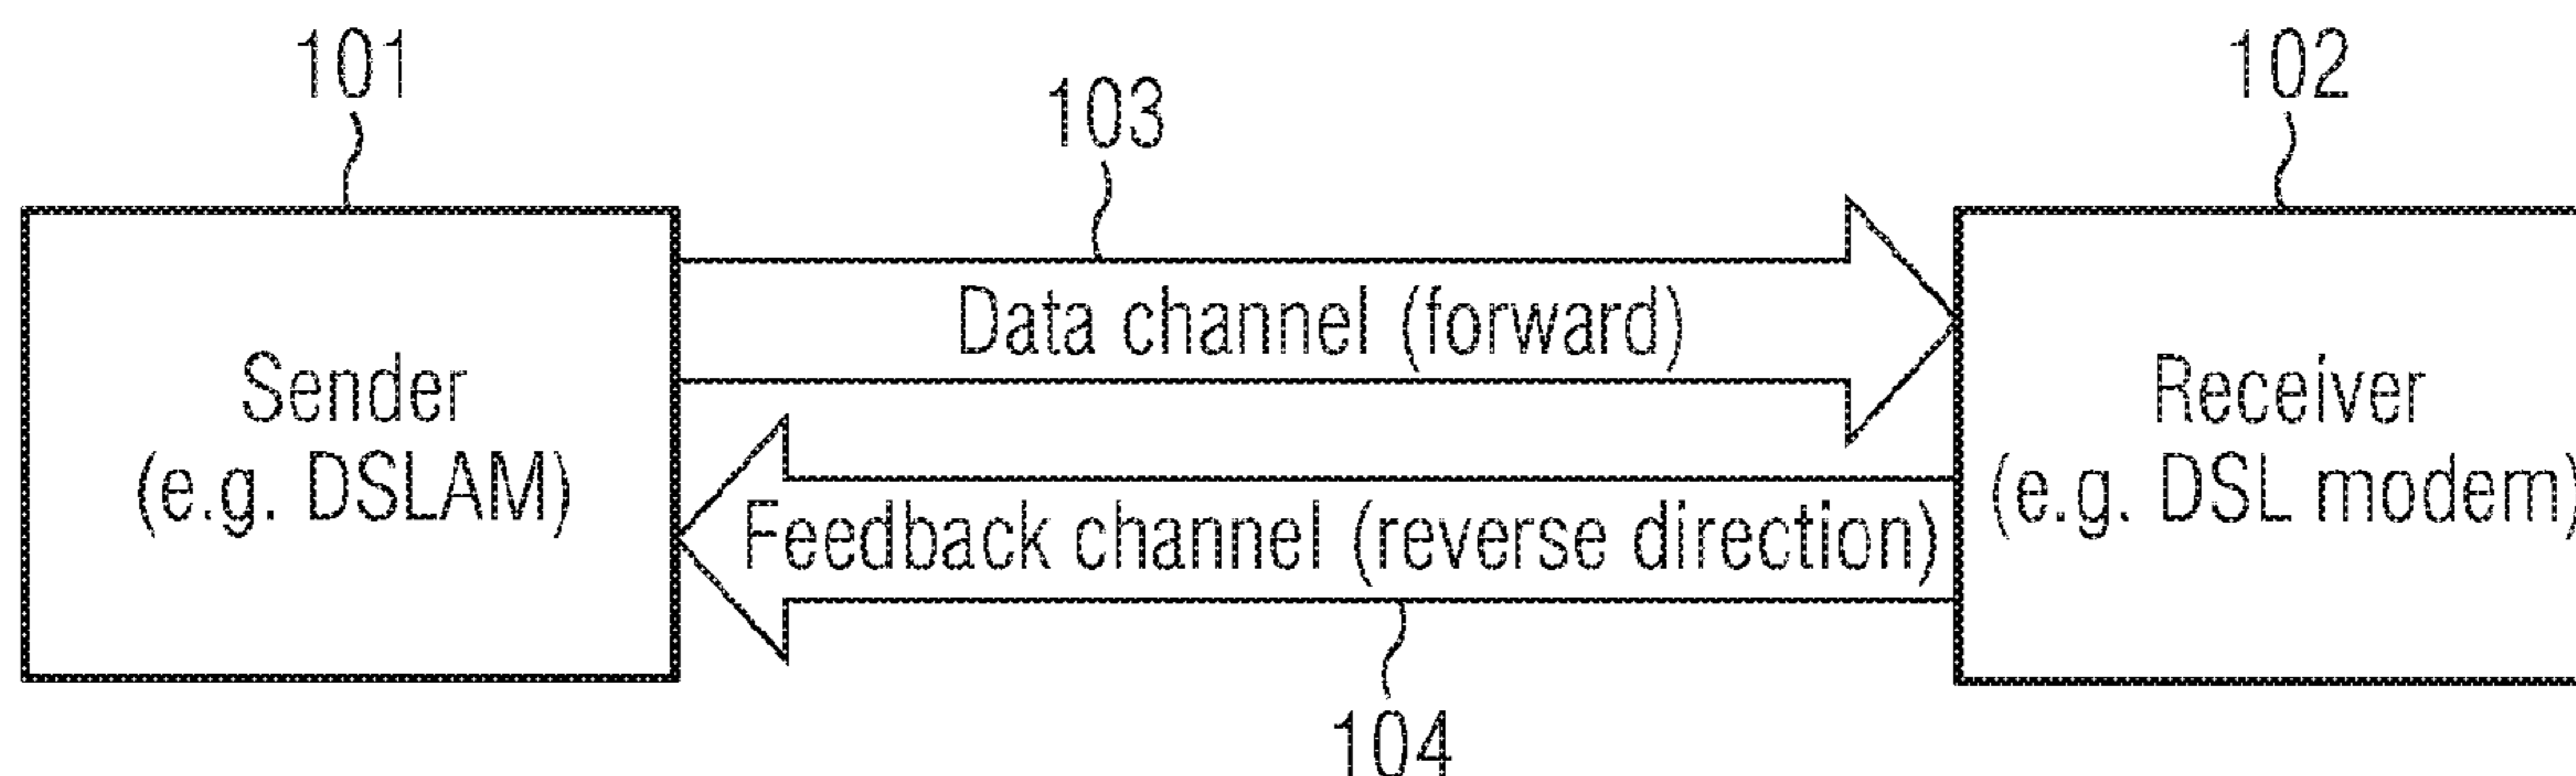 101
102
103
Data channel (forward)
Sender
(e.g. DSLAM)
Receiver
(e.g. DSL modem)
Feedback channel (reverse direction)
104